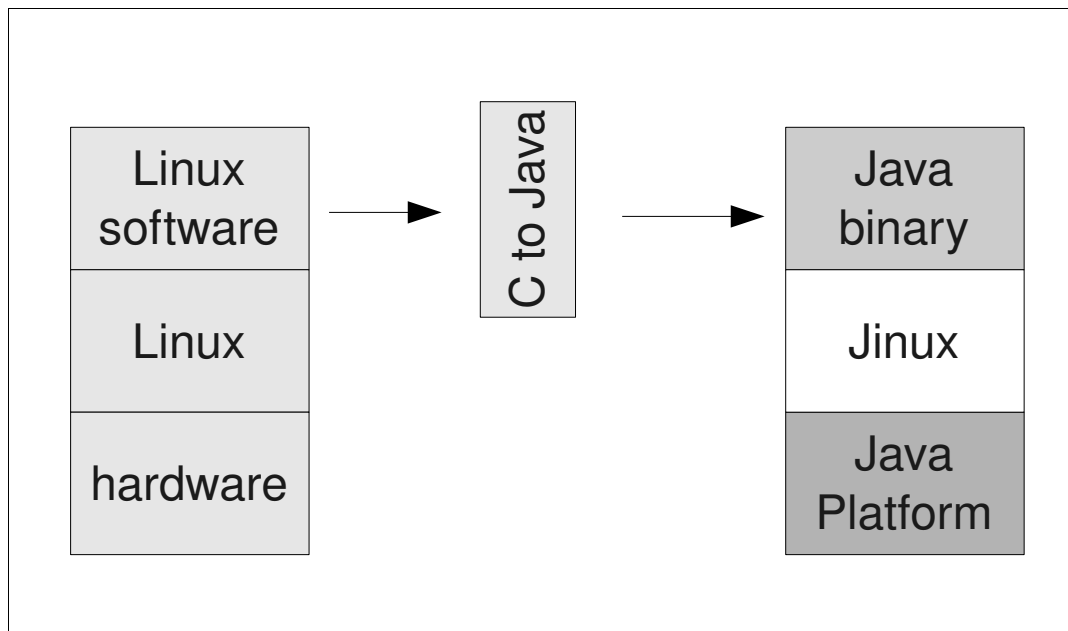 Linux
software
Linux
hardware
C to Java
Java
binary
Jinux
Java
Platform